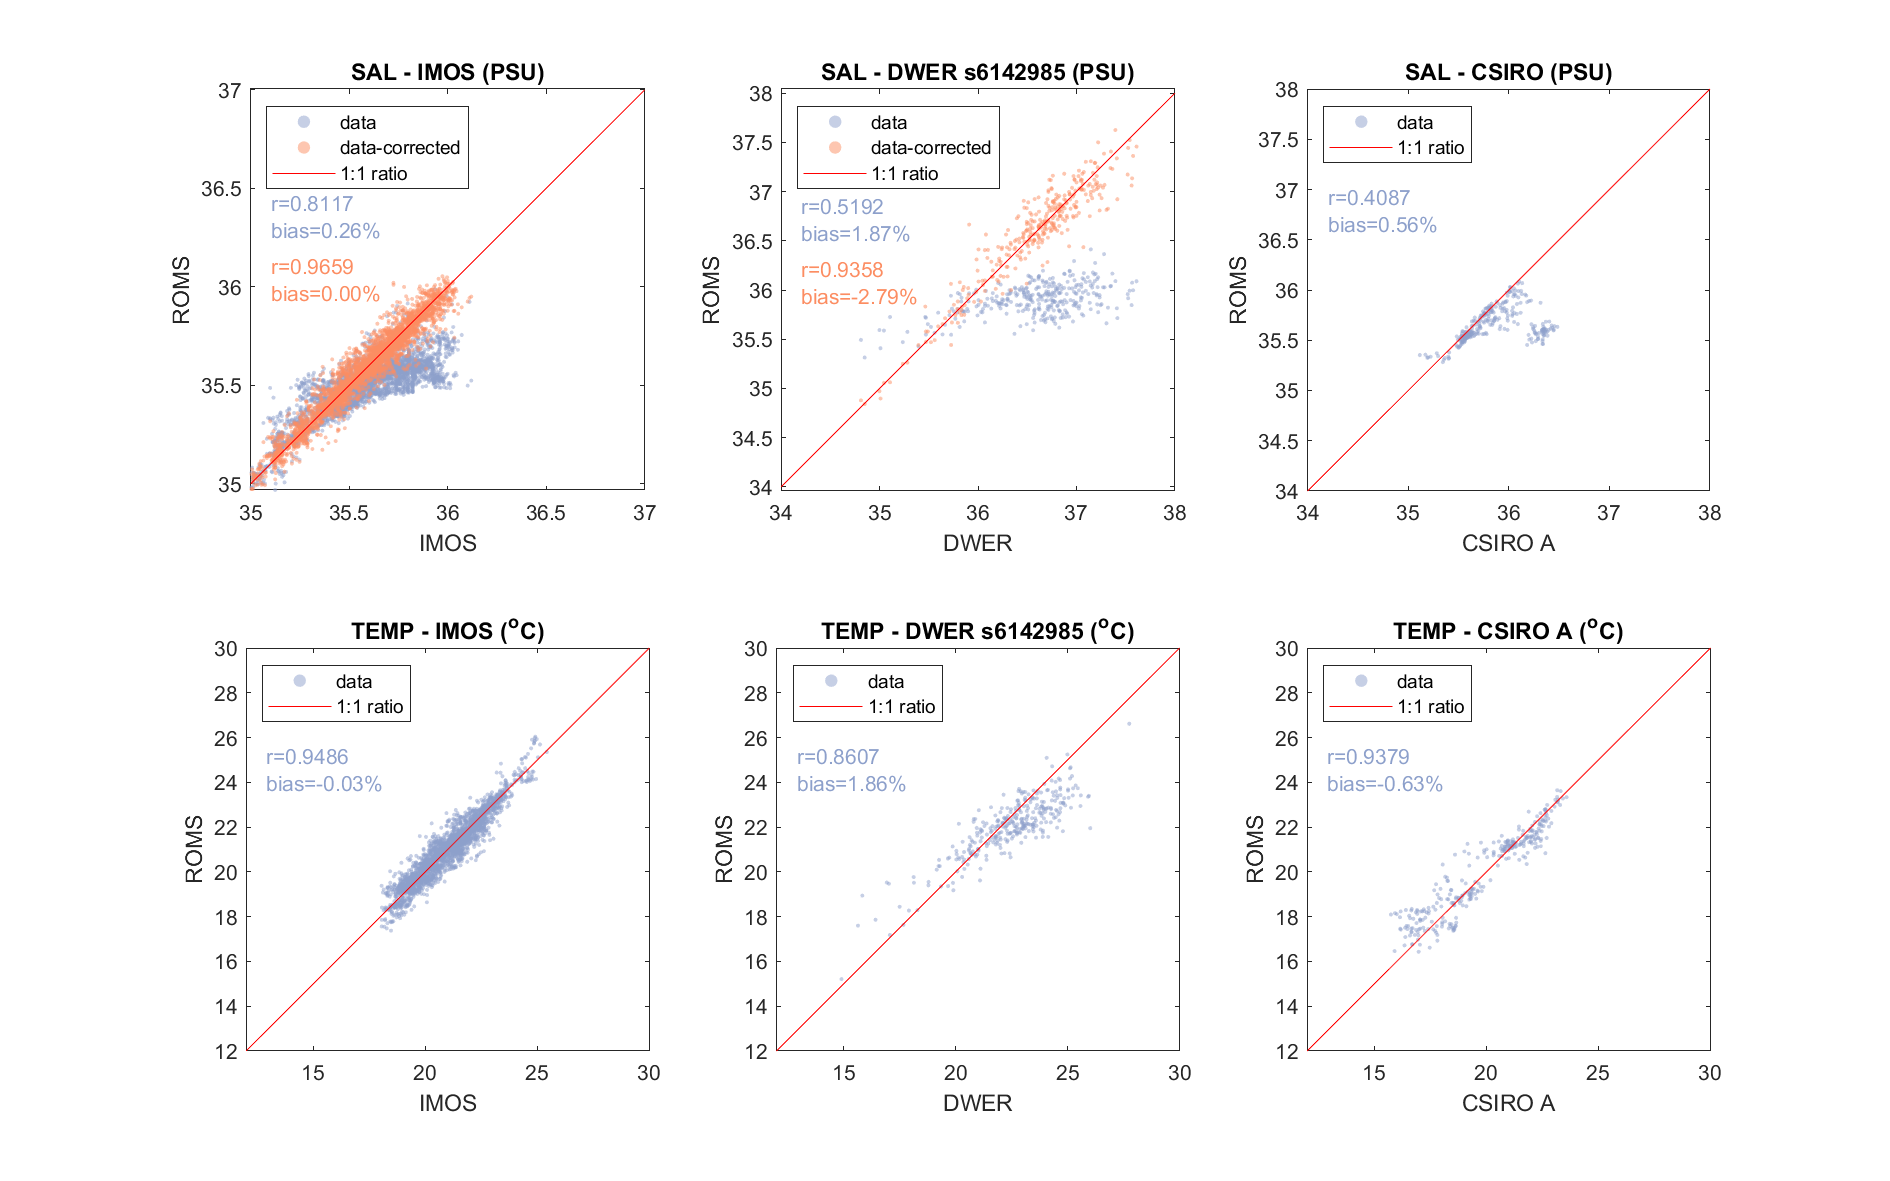 SAL - IMOS (PSU)
37
36.5
36
35.5
35
35
35.5
36
36.5
37
ROMS
IMOS
data
data-corrected
1:1 ratio
r=0.8117
bias=0.26%
r=0.9659
bias=0.00%
SAL - DWER s6142985 (PSU)
38
37.5
37
36.5
36
35.5
35
34.5
34
34
35
36
37
38
ROMS
DWER
data
data-corrected
1:1 ratio
r=0.5192
bias=1.87%
r=0.9358
bias=-2.79%
SAL - CSIRO (PSU)
38
37.5
37
36.5
36
35.5
35
34.5
34
34
35
36
37
38
ROMS
CSIRO A
data
1:1 ratio
r=0.4087
bias=0.56%
TEMP - IMOS (°C)
30
28
26
24
22
20
18
16
14
12
15
20
25
30
ROMS
IMOS
data
1:1 ratio
r=0.9486
bias=-0.03%
TEMP - DWER s6142985 (°C)
30
28
26
24
22
20
18
16
14
12
15
20
25
30
ROMS
DWER
data
1:1 ratio
r=0.8607
bias=1.86%
TEMP - CSIRO A (°C)
30
28
26
24
22
20
18
16
14
12
15
20
25
30
ROMS
CSIRO A
data
1:1 ratio
r=0.9379
bias=-0.63%